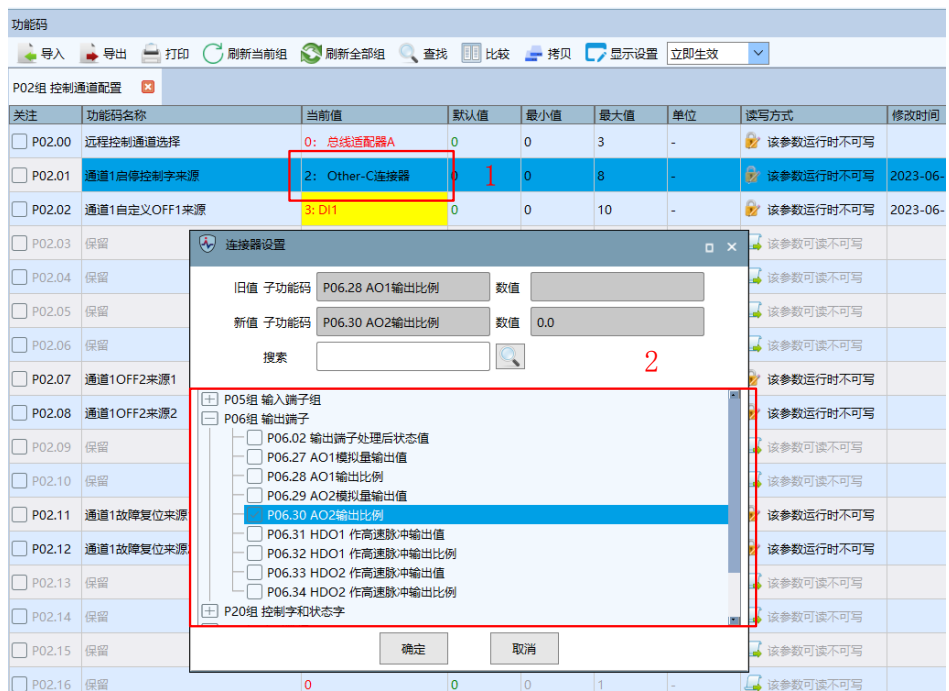 功能码
导入 导出 打印 刷新当前组 刷新全部组 查找 比较 拷贝 显示设置 立即生效
P02组 控制通道配置
关注 功能码名称 当前值 默认值 最小值 最大值 单位 读写方式 修改时间
P02.00 远程控制通道选择 0: 总线适配器A 0 0 3 - 该参数运行时不可写
P02.01 通道1启停控制字来源 2: Other-C连接器 0 1 0 8 - 该参数运行时不可写 2023-06-
P02.02 通道1自定义OFF1来源 3: DI1 0 0 10 - 该参数运行时不可写 2023-06-
P02.03 保留 该参数可读不可写
P02.04 保留 该参数可读不可写
P02.05 保留 该参数可读不可写
P02.06 保留 该参数可读不可写
P02.07 通道1OFF2来源1 该参数运行时不可写
P02.08 通道1OFF2来源2 该参数运行时不可写
P02.09 保留 该参数可读不可写
P02.10 保留 该参数可读不可写
P02.11 通道1故障复位来源 该参数运行时不可写
P02.12 通道1故障复位来源 该参数运行时不可写
P02.13 保留 该参数可读不可写
P02.14 保留 该参数可读不可写
P02.15 保留 该参数可读不可写
P02.16 保留 0 0 0 1 - 该参数可读不可写
连接器设置
旧值 子功能码 P06.28 AO1输出比例 数值
新值 子功能码 P06.30 AO2输出比例 数值 0.0
搜索
2
P05组 输入端子组
P06组 输出端子
P06.02 输出端子处理后状态值
P06.27 AO1模拟量输出值
P06.28 AO1输出比例
P06.29 AO2模拟量输出值
P06.30 AO2输出比例
P06.31 HDO1 作高速脉冲输出值
P06.32 HDO1 作高速脉冲输出比例
P06.33 HDO2 作高速脉冲输出值
P06.34 HDO2 作高速脉冲输出比例
P20组 控制字和状态字
确定 取消